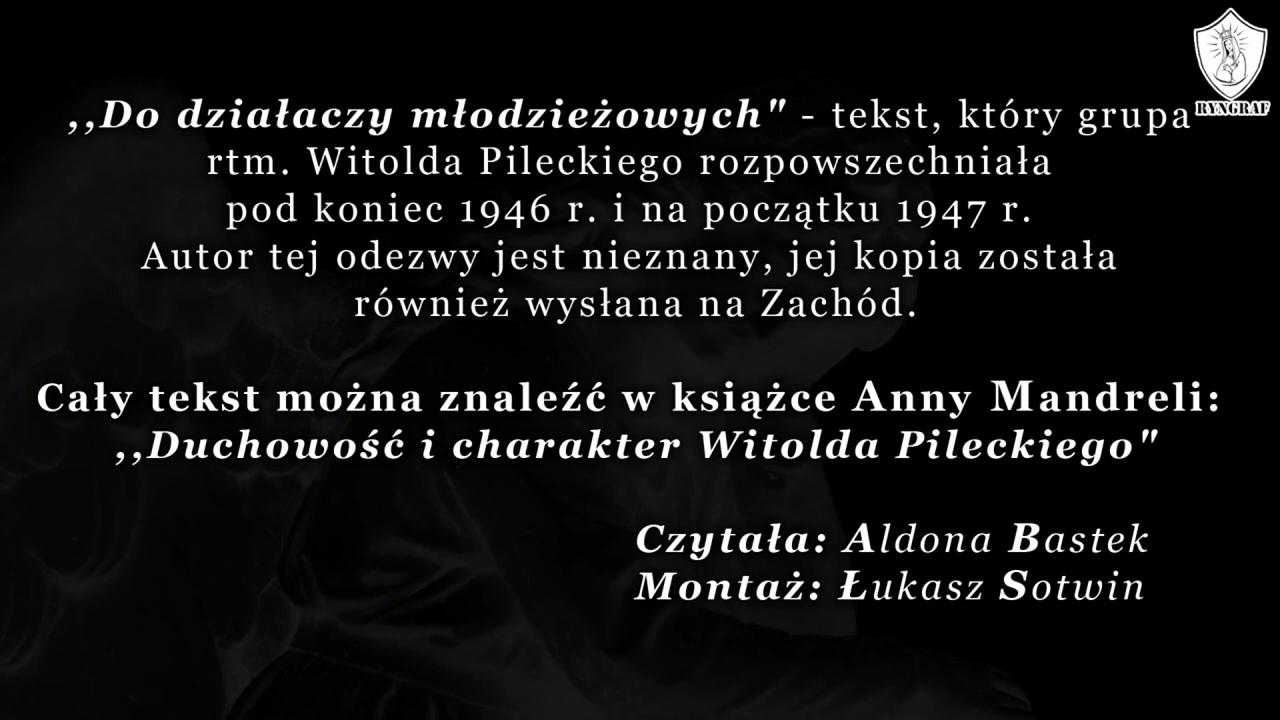 ,,Do działaczy młodzieżowych" - tekst, który grupa
rtm. Witolda Pileckiego rozpowszechniała
pod koniec 1946 r. i na początku 1947 r.
Autor tej odezwy jest nieznany, jej kopia została
również wysłana na Zachód.
Cały tekst można znaleźć w książce Anny Mandreli:
,,Duchowość i charakter Witolda Pileckiego"
Czytała: Aldona Bastek
Montaż: Łukasz Sotwin
RYNGRAF